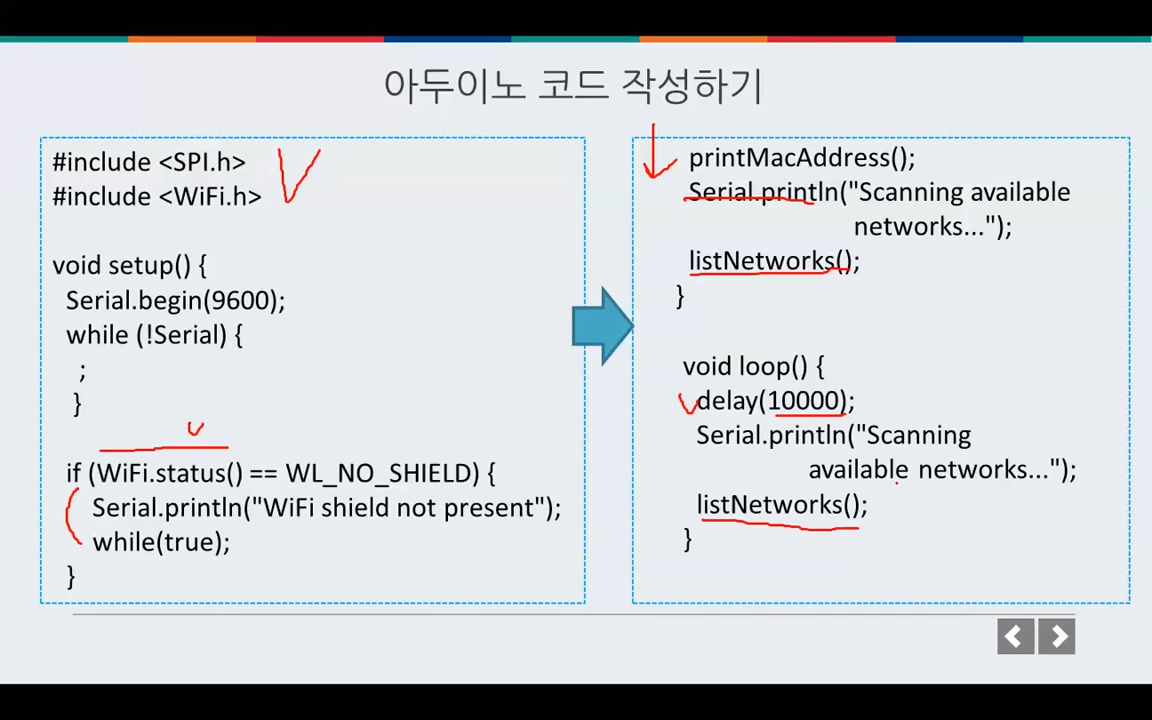 아두이노 코드 작성하기
#include <SPI.h>
#include <WiFi.h>
void setup() {
Serial.begin(9600);
while (!Serial) {
;
}
if (WiFi.status() == WL_NO_SHIELD) {
Serial.println("WiFi shield not present");
while(true);
}
printMacAddress();
Serial.println("Scanning available
networks...");
listNetworks();
}
void loop() {
delay(10000);
Serial.println("Scanning
available networks...");
listNetworks();
}